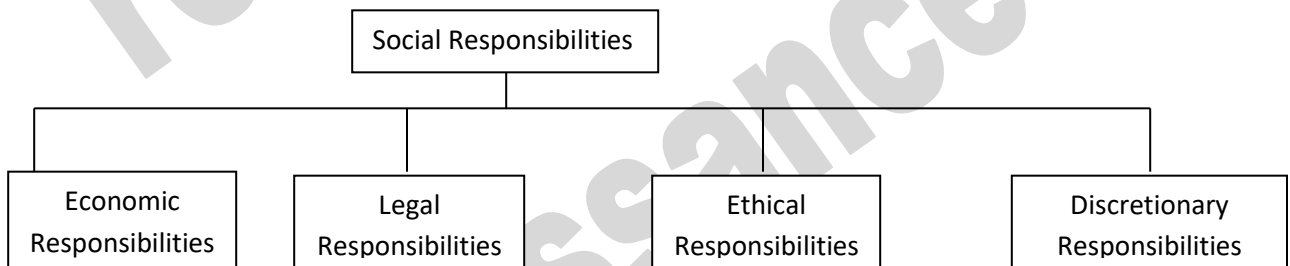 Social Responsibilities
Economic
Responsibilities
Legal
Responsibilities
Ethical
Responsibilities
Discretionary
Responsibilities